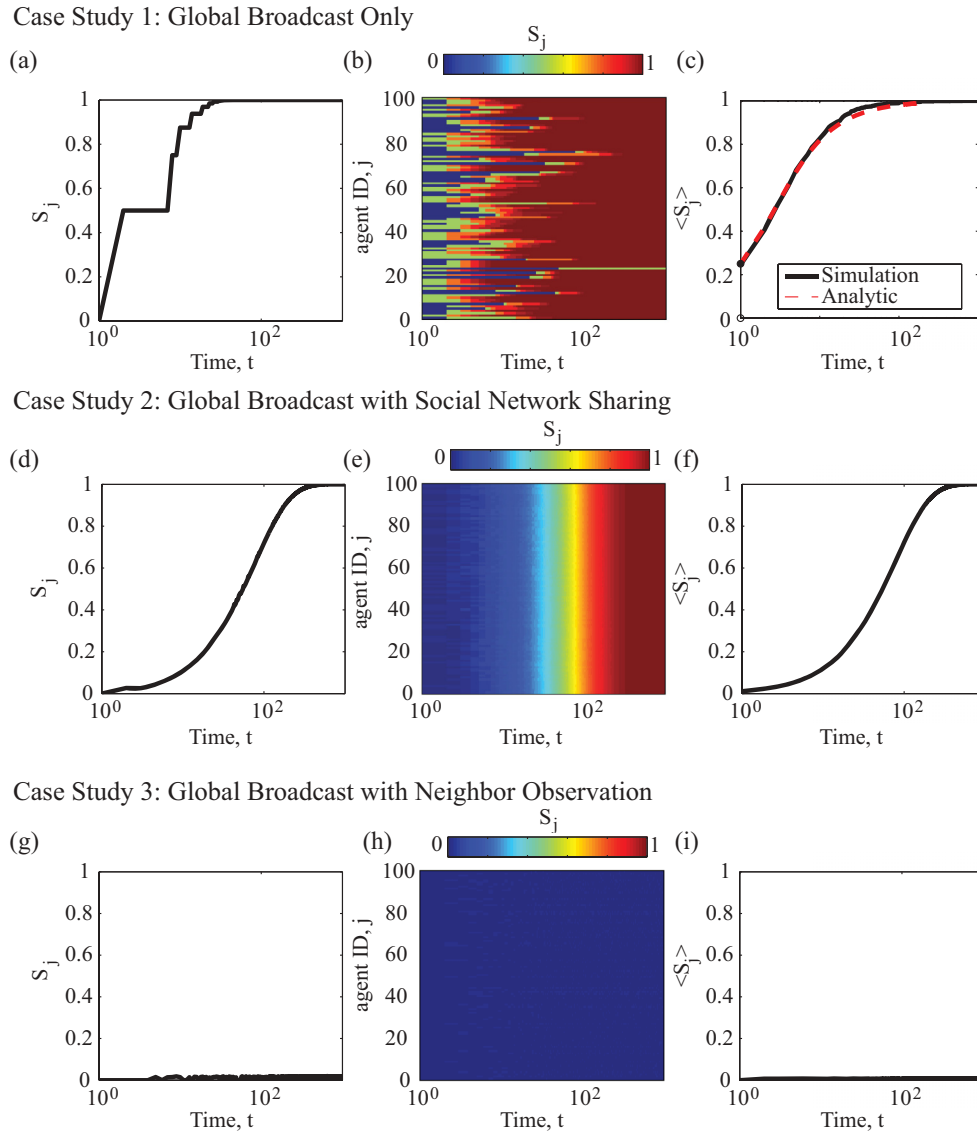 Case Study 1: Global Broadcast Only
(a)
(b)
(c)
S_j
0
1
1
0.8
0.6
0.4
0.2
0
S_j
10^0
10^2
Time, t
100
80
60
40
20
0
agent ID, j
10^0
10^2
Time, t
1
0.8
0.6
0.4
0.2
0
<S_j>
Simulation
Analytic
10^0
10^2
Time, t
Case Study 2: Global Broadcast with Social Network Sharing
(d)
(e)
(f)
S_j
0
1
1
0.8
0.6
0.4
0.2
0
S_j
10^0
10^2
Time, t
100
80
60
40
20
0
agent ID, j
10^0
10^2
Time, t
1
0.8
0.6
0.4
0.2
0
<S_j>
10^0
10^2
Time, t
Case Study 3: Global Broadcast with Neighbor Observation
(g)
(h)
(i)
S_j
0
1
1
0.8
0.6
0.4
0.2
0
S_j
10^0
10^2
Time, t
100
80
60
40
20
0
agent ID, j
10^0
10^2
Time, t
1
0.8
0.6
0.4
0.2
0
<S_j>
10^0
10^2
Time, t